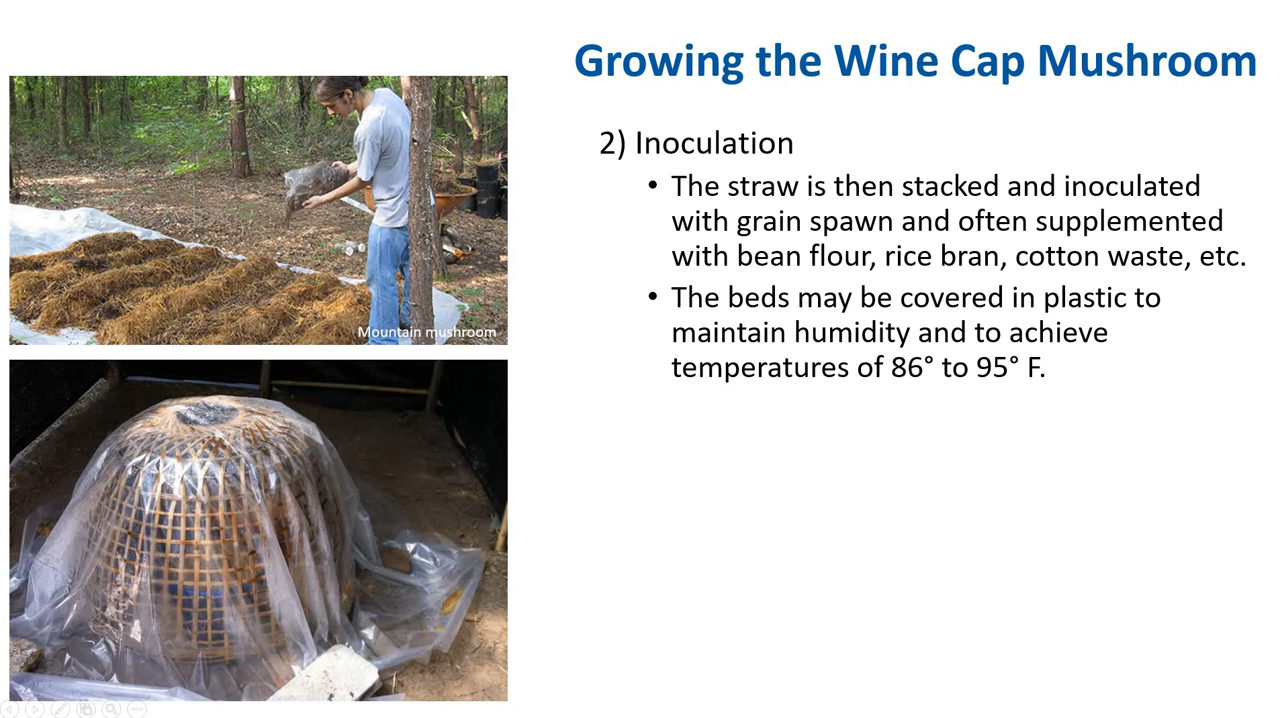 Growing the Wine Cap Mushroom
2) Inoculation
• The straw is then stacked and inoculated
with grain spawn and often supplemented
with bean flour, rice bran, cotton waste, etc.
• The beds may be covered in plastic to
maintain humidity and to achieve
temperatures of 86° to 95° F.
Mountain mushroom